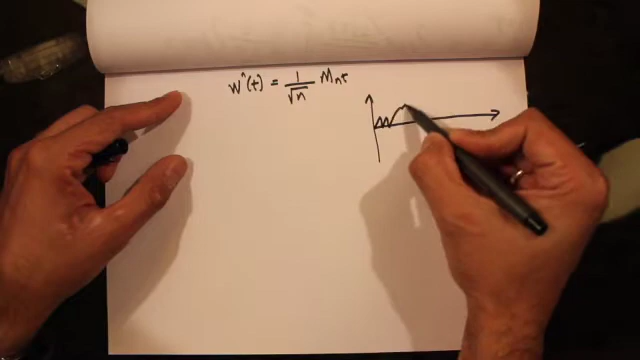 Wⁿ(t) = 1/√n Mₙₜ